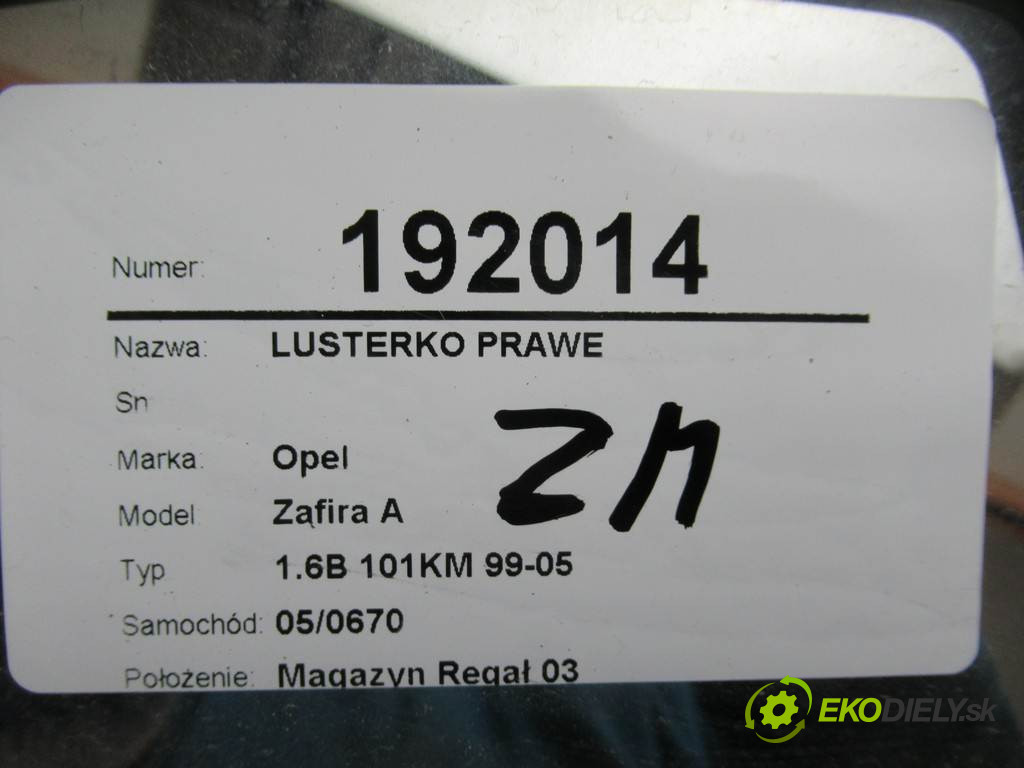 Numer: 192014
Nazwa: LUSTERKO PRAWE
Sn
Marka: Opel
Model Zafira A
Typ 1.6B 101KM 99-05
Samochód: 05/0670
Położenie: Magazyn Regał 03
EKODIELY.sk